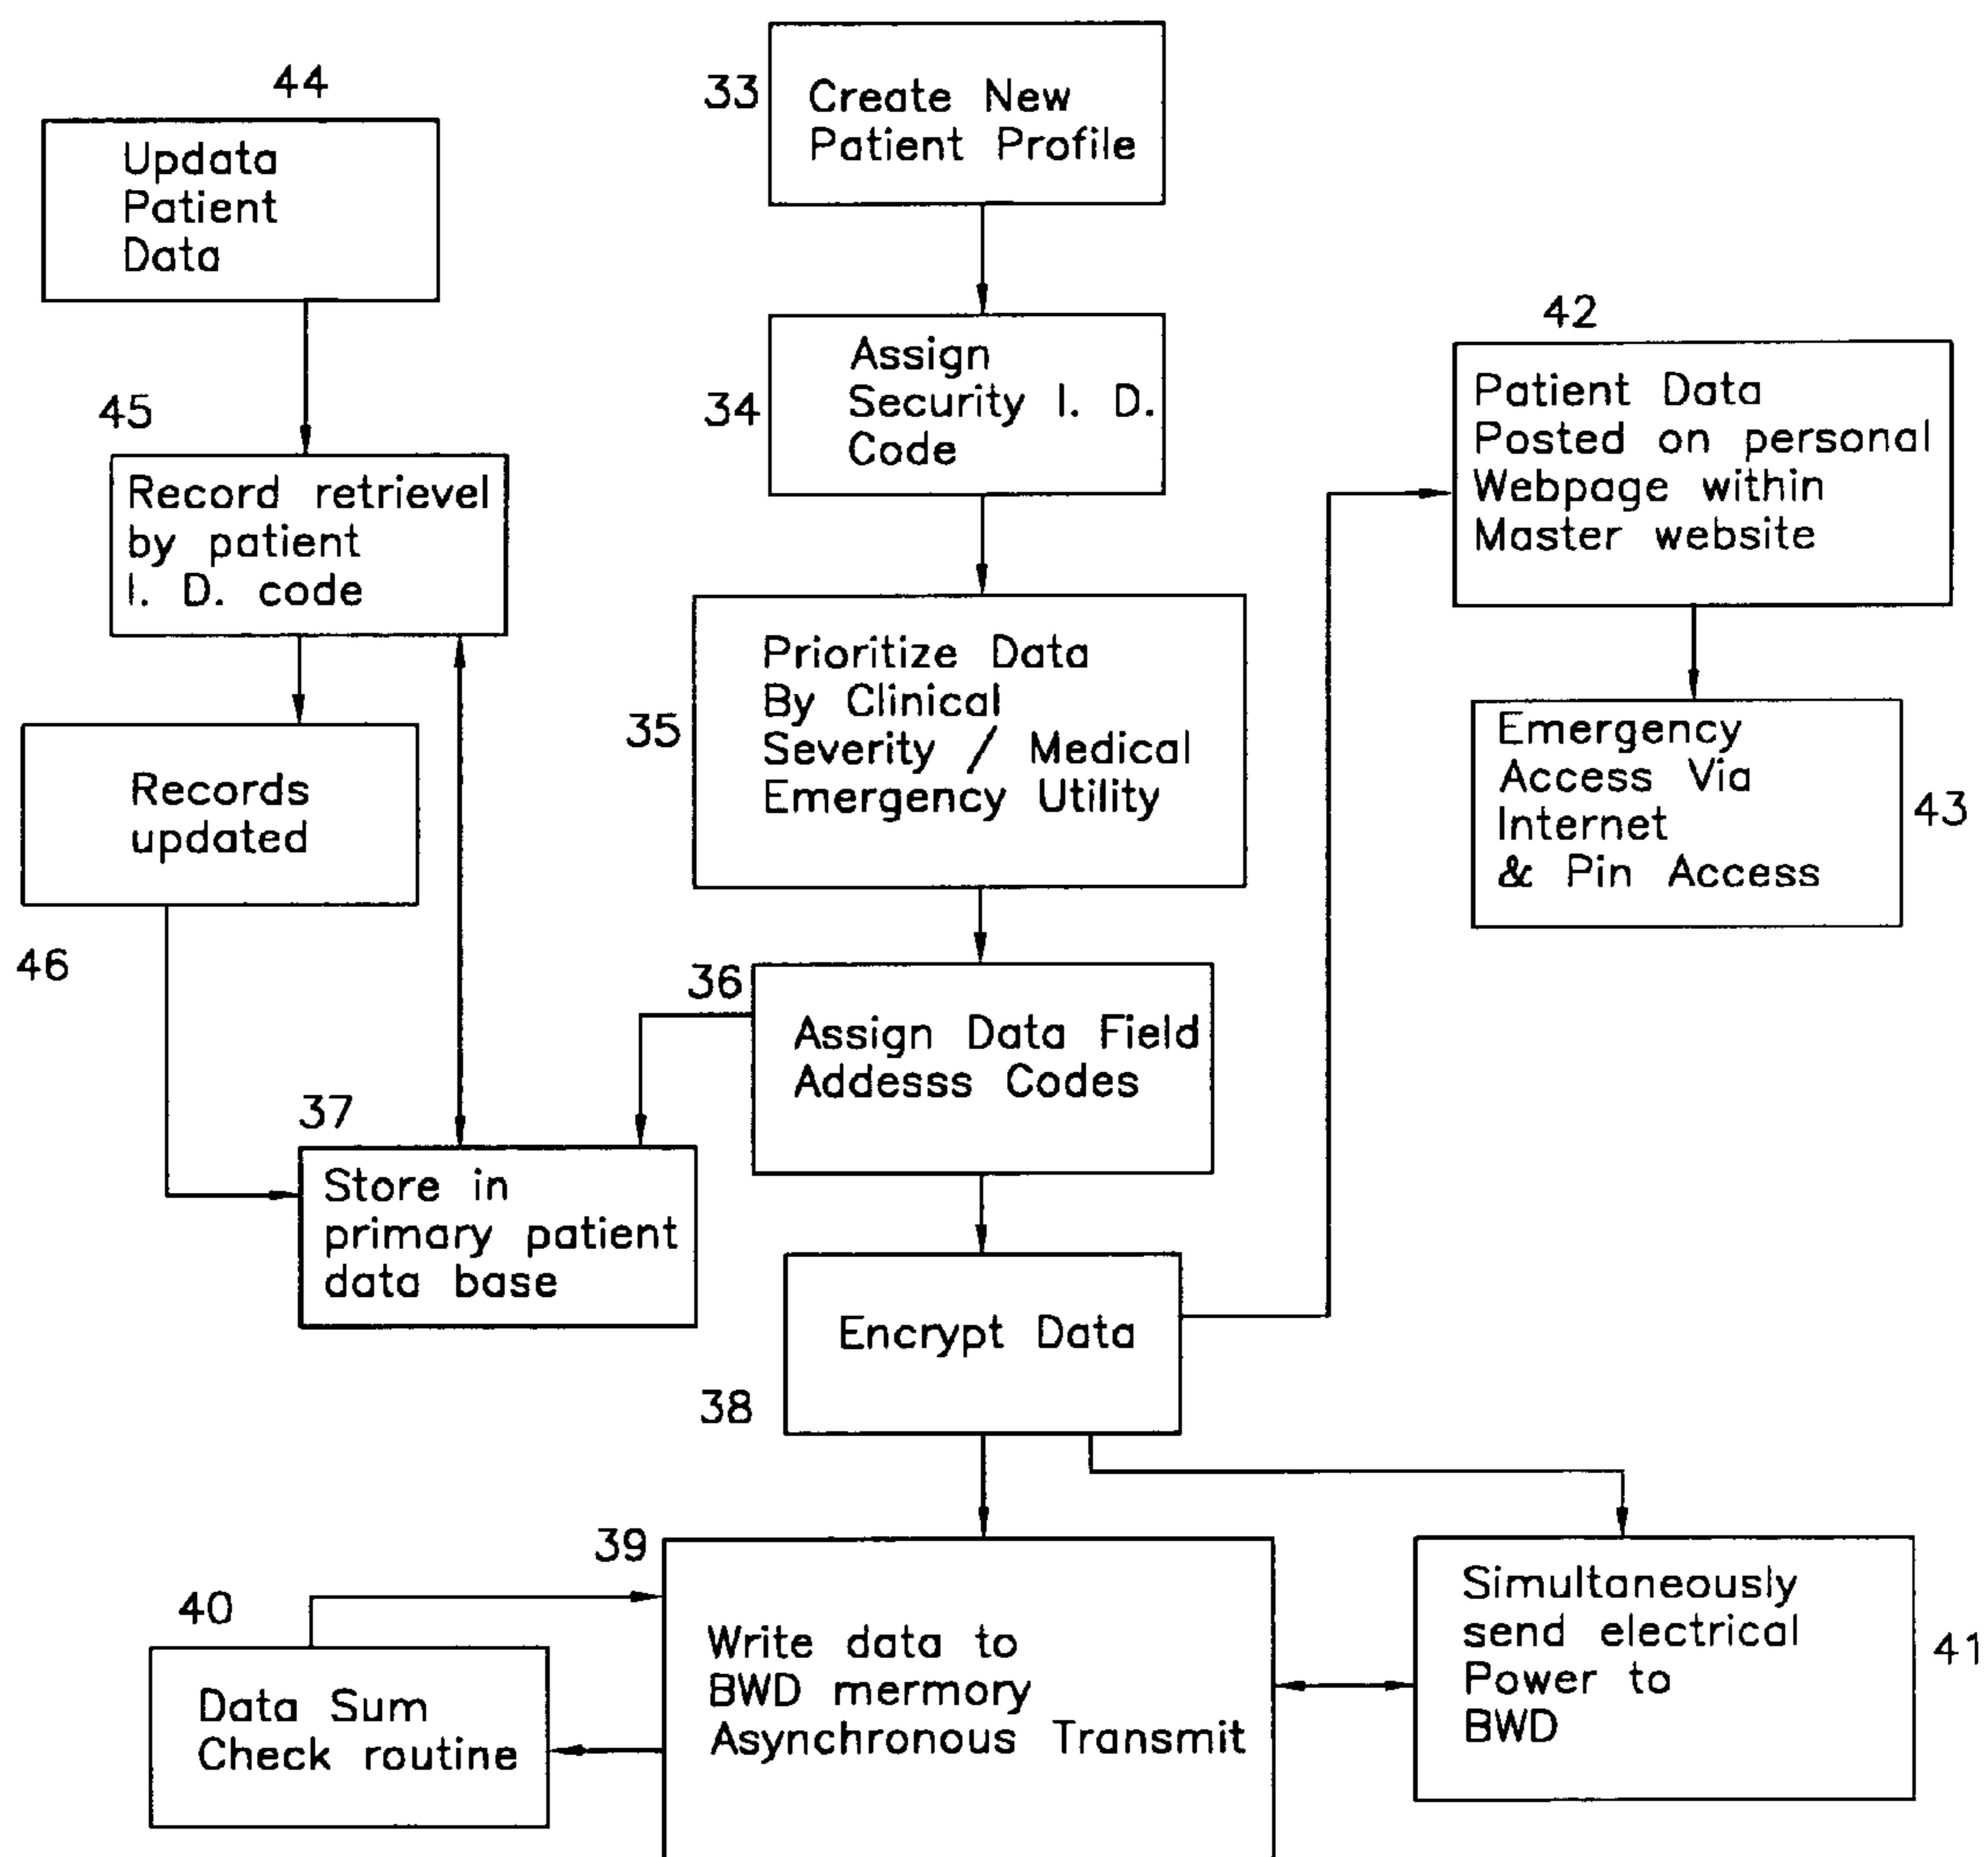 44
Updata
Patient
Data
33
Create New
Patient Profile
34
Assign
Security I. D.
Code
42
Patient Data
Posted on personal
Webpage within
Master website
45
Record retrievel
by patient
I. D. code
35
Prioritize Data
By Clinical
Severity / Medical
Emergency Utility
Emergency
Access Via
Internet
& Pin Access
43
Records
updated
46
36
Assign Data Field
Addesss Codes
37
Store in
primary patient
data base
Encrypt Data
38
39
Write data to
BWD mermory
Asynchronous Transmit
40
Data Sum
Check routine
Simultaneously
send electrical
Power to
BWD
41